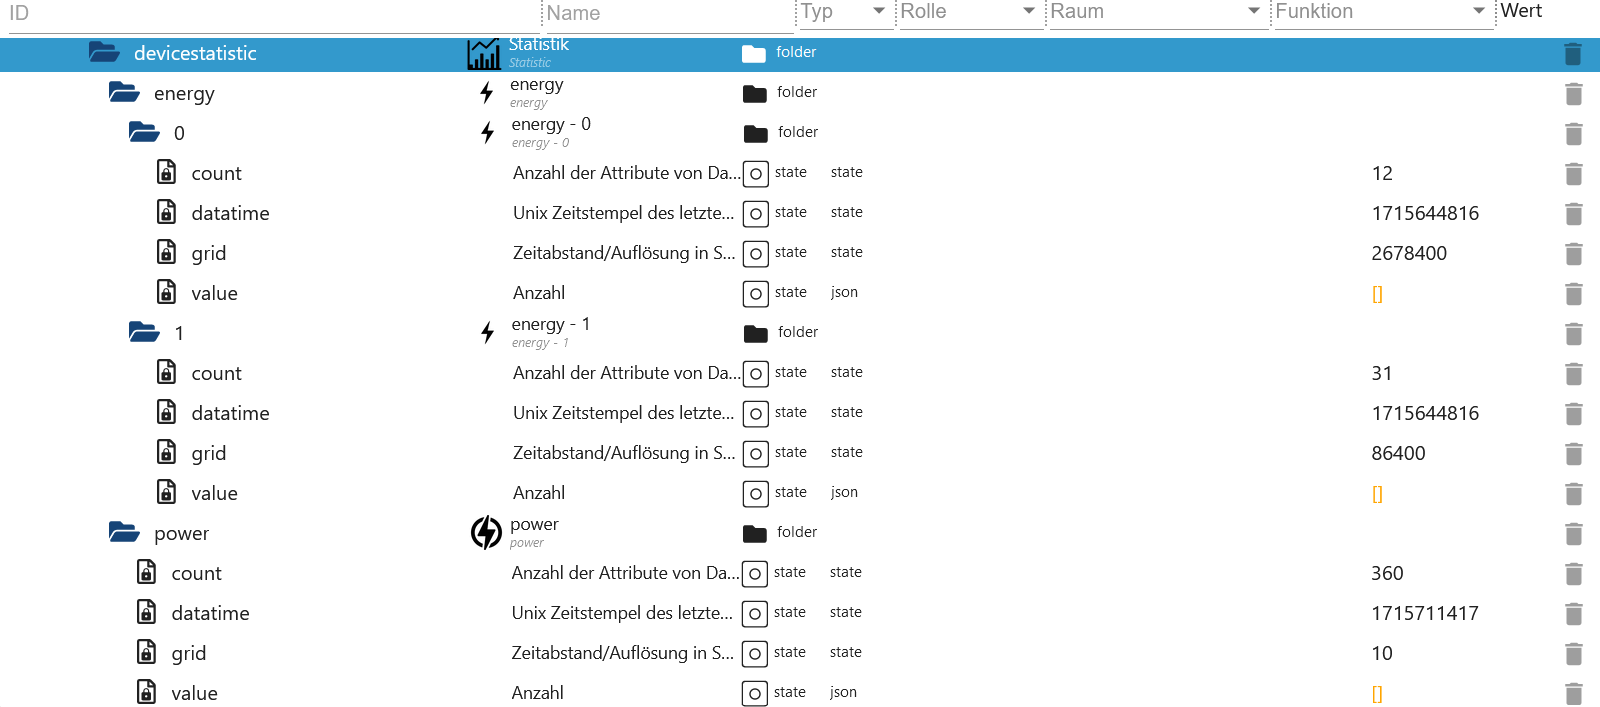 ID Name Typ Rolle Raum Funktion Wert
devicestatistic Statistik folder
Statistic
energy energy folder
energy
0 energy - 0 folder
energy - 0
count Anzahl der Attribute von Da... state state 12
datatime Unix Zeitstempel des letzte... state state 1715644816
grid Zeitabstand/Auflösung in S... state state 2678400
value Anzahl state json []
1 energy - 1 folder
energy - 1
count Anzahl der Attribute von Da... state state 31
datatime Unix Zeitstempel des letzte... state state 1715644816
grid Zeitabstand/Auflösung in S... state state 86400
value Anzahl state json []
power power folder
power
count Anzahl der Attribute von Da... state state 360
datatime Unix Zeitstempel des letzte... state state 1715711417
grid Zeitabstand/Auflösung in S... state state 10
value Anzahl state json []